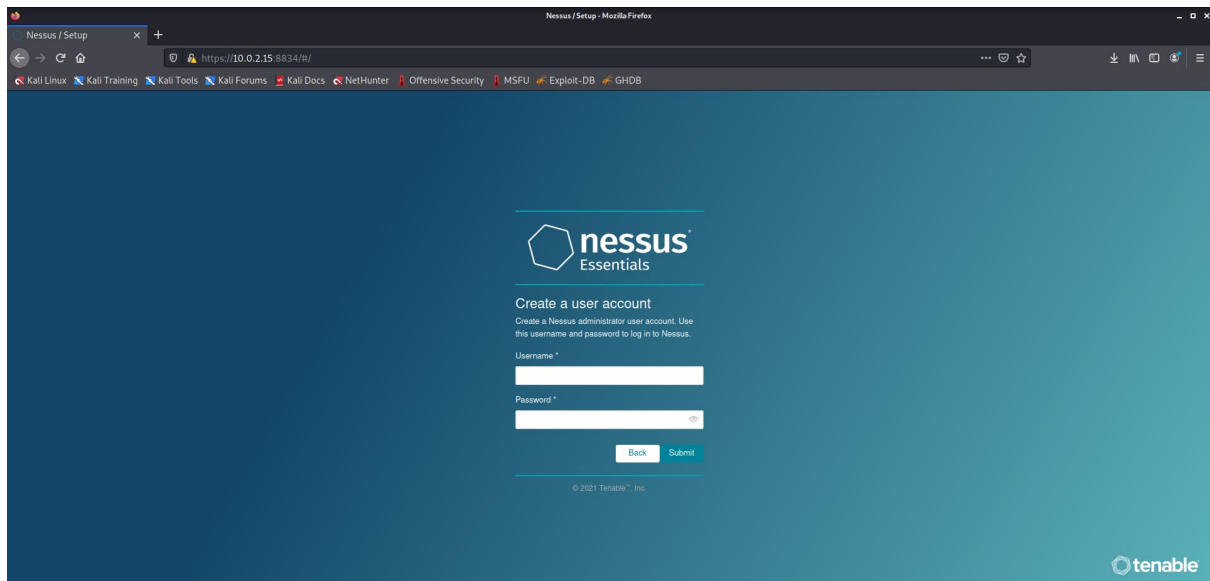 Nessus / Setup - Mozilla Firefox
Nessus / Setup
https://10.0.2.15:8834/#/
Kali Linux Kali Training Kali Tools Kali Forums Kali Docs NetHunter Offensive Security MSFU Exploit-DB GHDB
nessus
Essentials
Create a user account
Create a Nessus administrator user account. Use
this username and password to log in to Nessus.
Username *
Password *
Back Submit
© 2021 Tenable™, Inc.
tenable